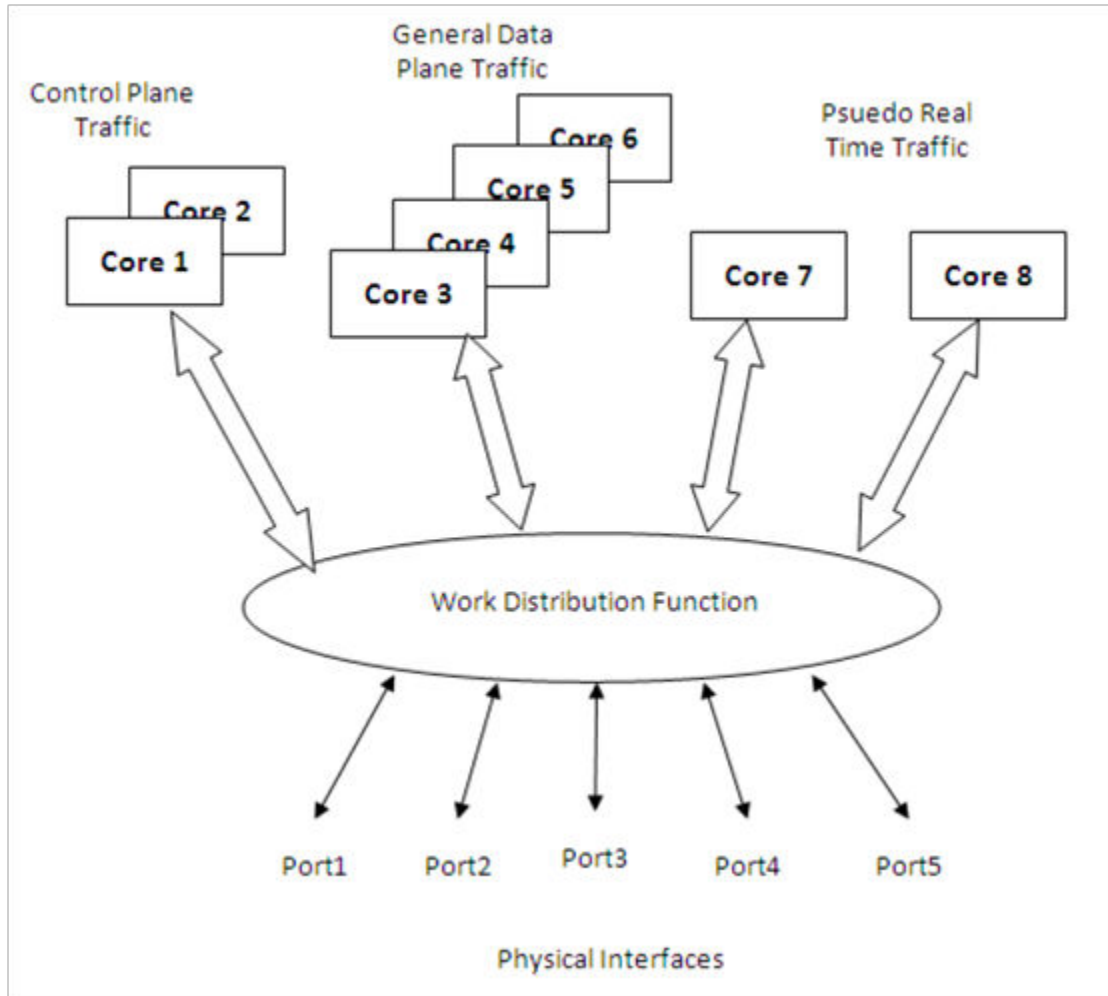 General Data
Plane Traffic
Control Plane
Traffic
Psuedo Real
Time Traffic
Core 6
Core 5
Core 2
Core 4
Core 1
Core 3
Core 7
Core 8
Work Distribution Function
Port1
Port2
Port3
Port4
Port5
Physical Interfaces